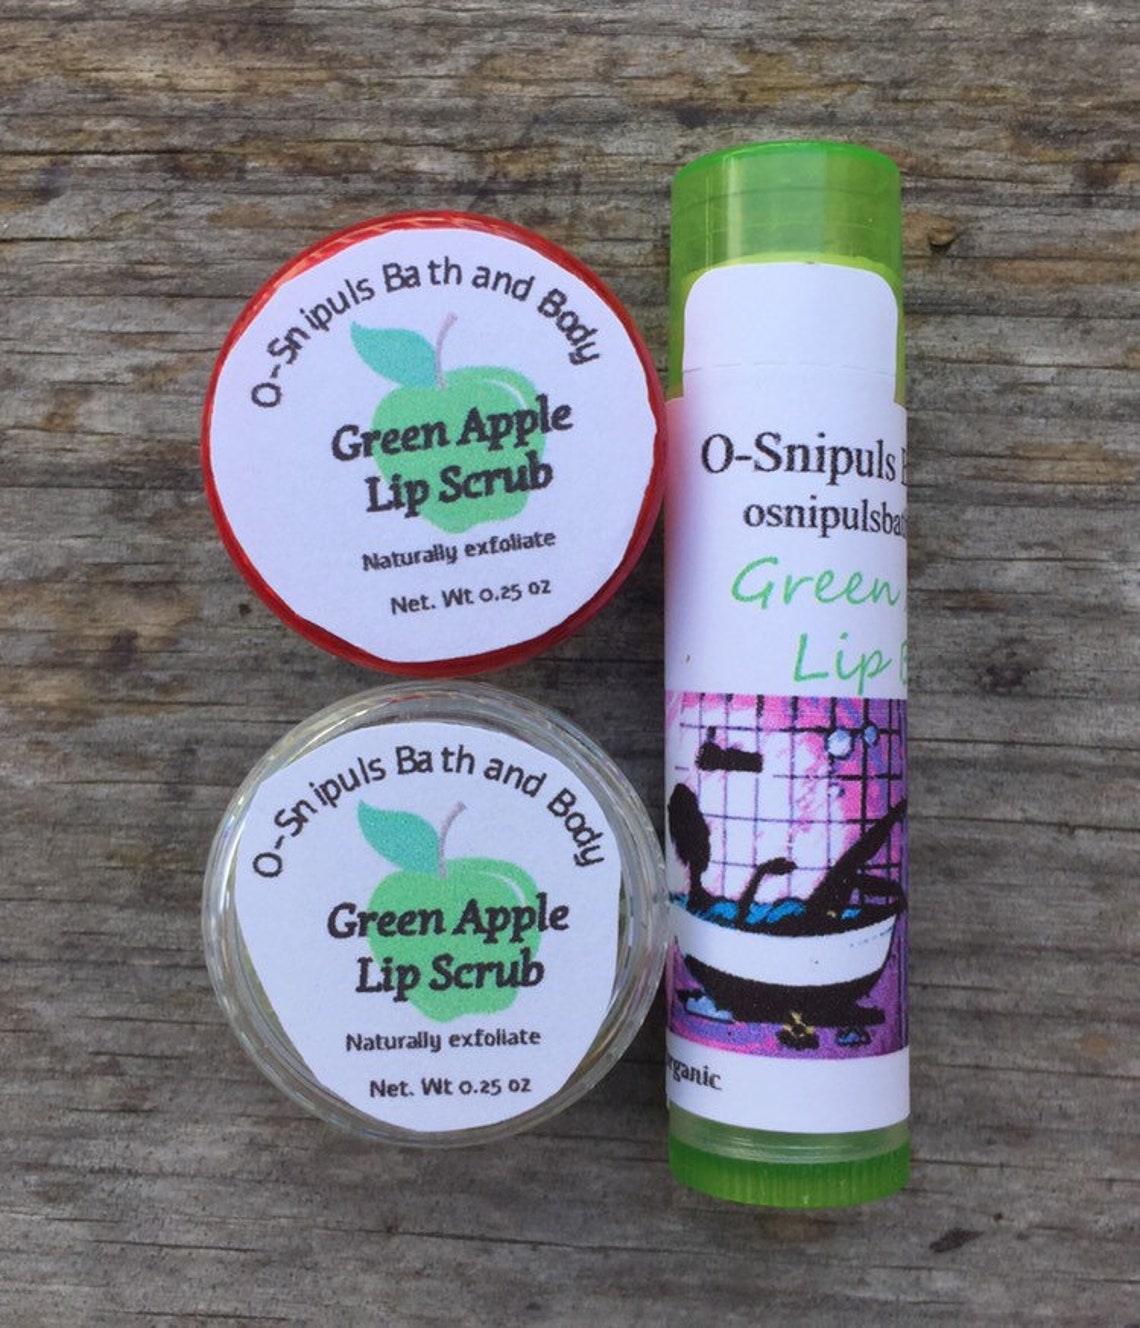 O-Snipuls Bath and Body
Green Apple
Lip Scrub
Naturally exfoliate
Net. Wt 0.25 oz
O-Snipuls Bath and Body
Green Apple
Lip Scrub
Naturally exfoliate
Net. Wt 0.25 oz
O-Snipuls
osnipulsba
Green
Lip
rganic